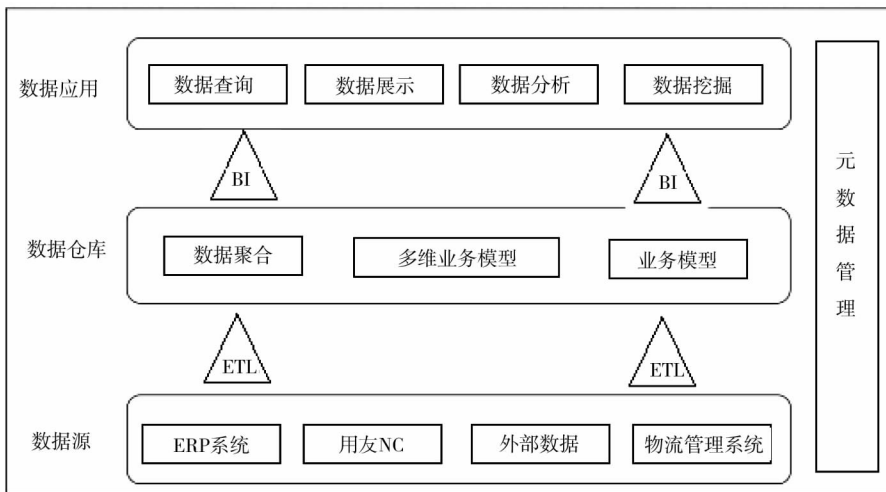 数据应用
数据查询
数据展示
数据分析
数据挖掘
BI
BI
数据仓库
数据聚合
多维业务模型
业务模型
ETL
ETL
数据源
ERP系统
用友NC
外部数据
物流管理系统
元数据管理